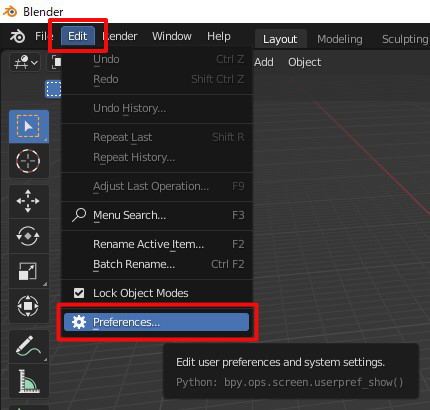 Blender
File Edit Render Window Help Layout Modeling Sculpting
Undo Ctrl Z
Add Object
Redo Shift Ctrl Z
Undo History...
Repeat Last Shift R
Repeat History...
Adjust Last Operation... F9
Menu Search... F3
Rename Active Item... F2
Batch Rename... Ctrl F2
Lock Object Modes
Preferences...
Edit user preferences and system settings.
Python: bpy.ops.screen.userpref_show()